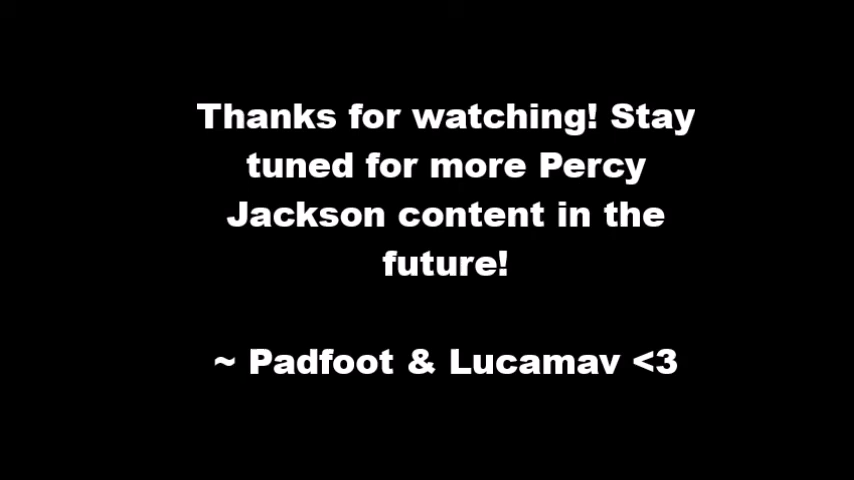 Thanks for watching! Stay
tuned for more Percy
Jackson content in the
future!
~ Padfoot & Lucamav <3